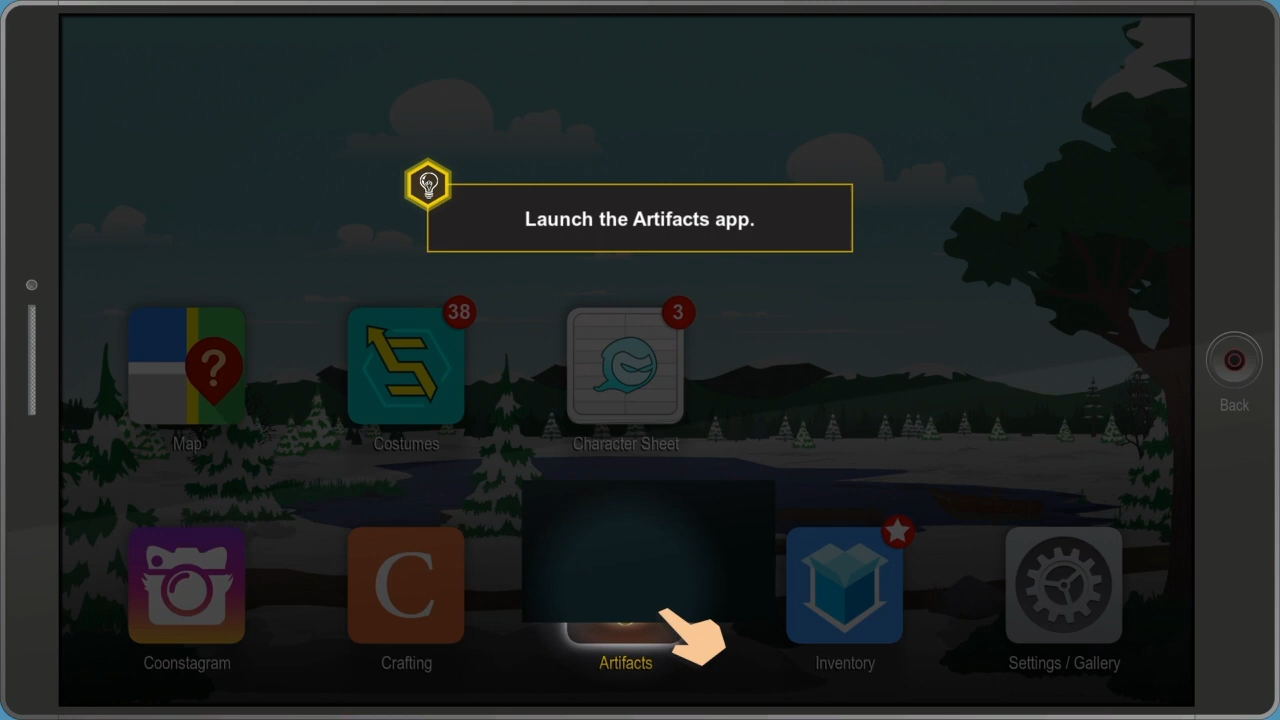 Launch the Artifacts app.
38
3
?
Map
Costumes
Character Sheet
Back
C
Coonstagram
Crafting
Artifacts
Inventory
Settings / Gallery